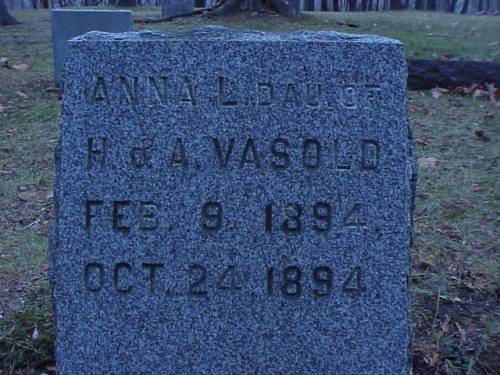 ANNA L. DAU. OF
H. & A. VASOLD
FEB. 9. 1894.
OCT. 24. 1894.